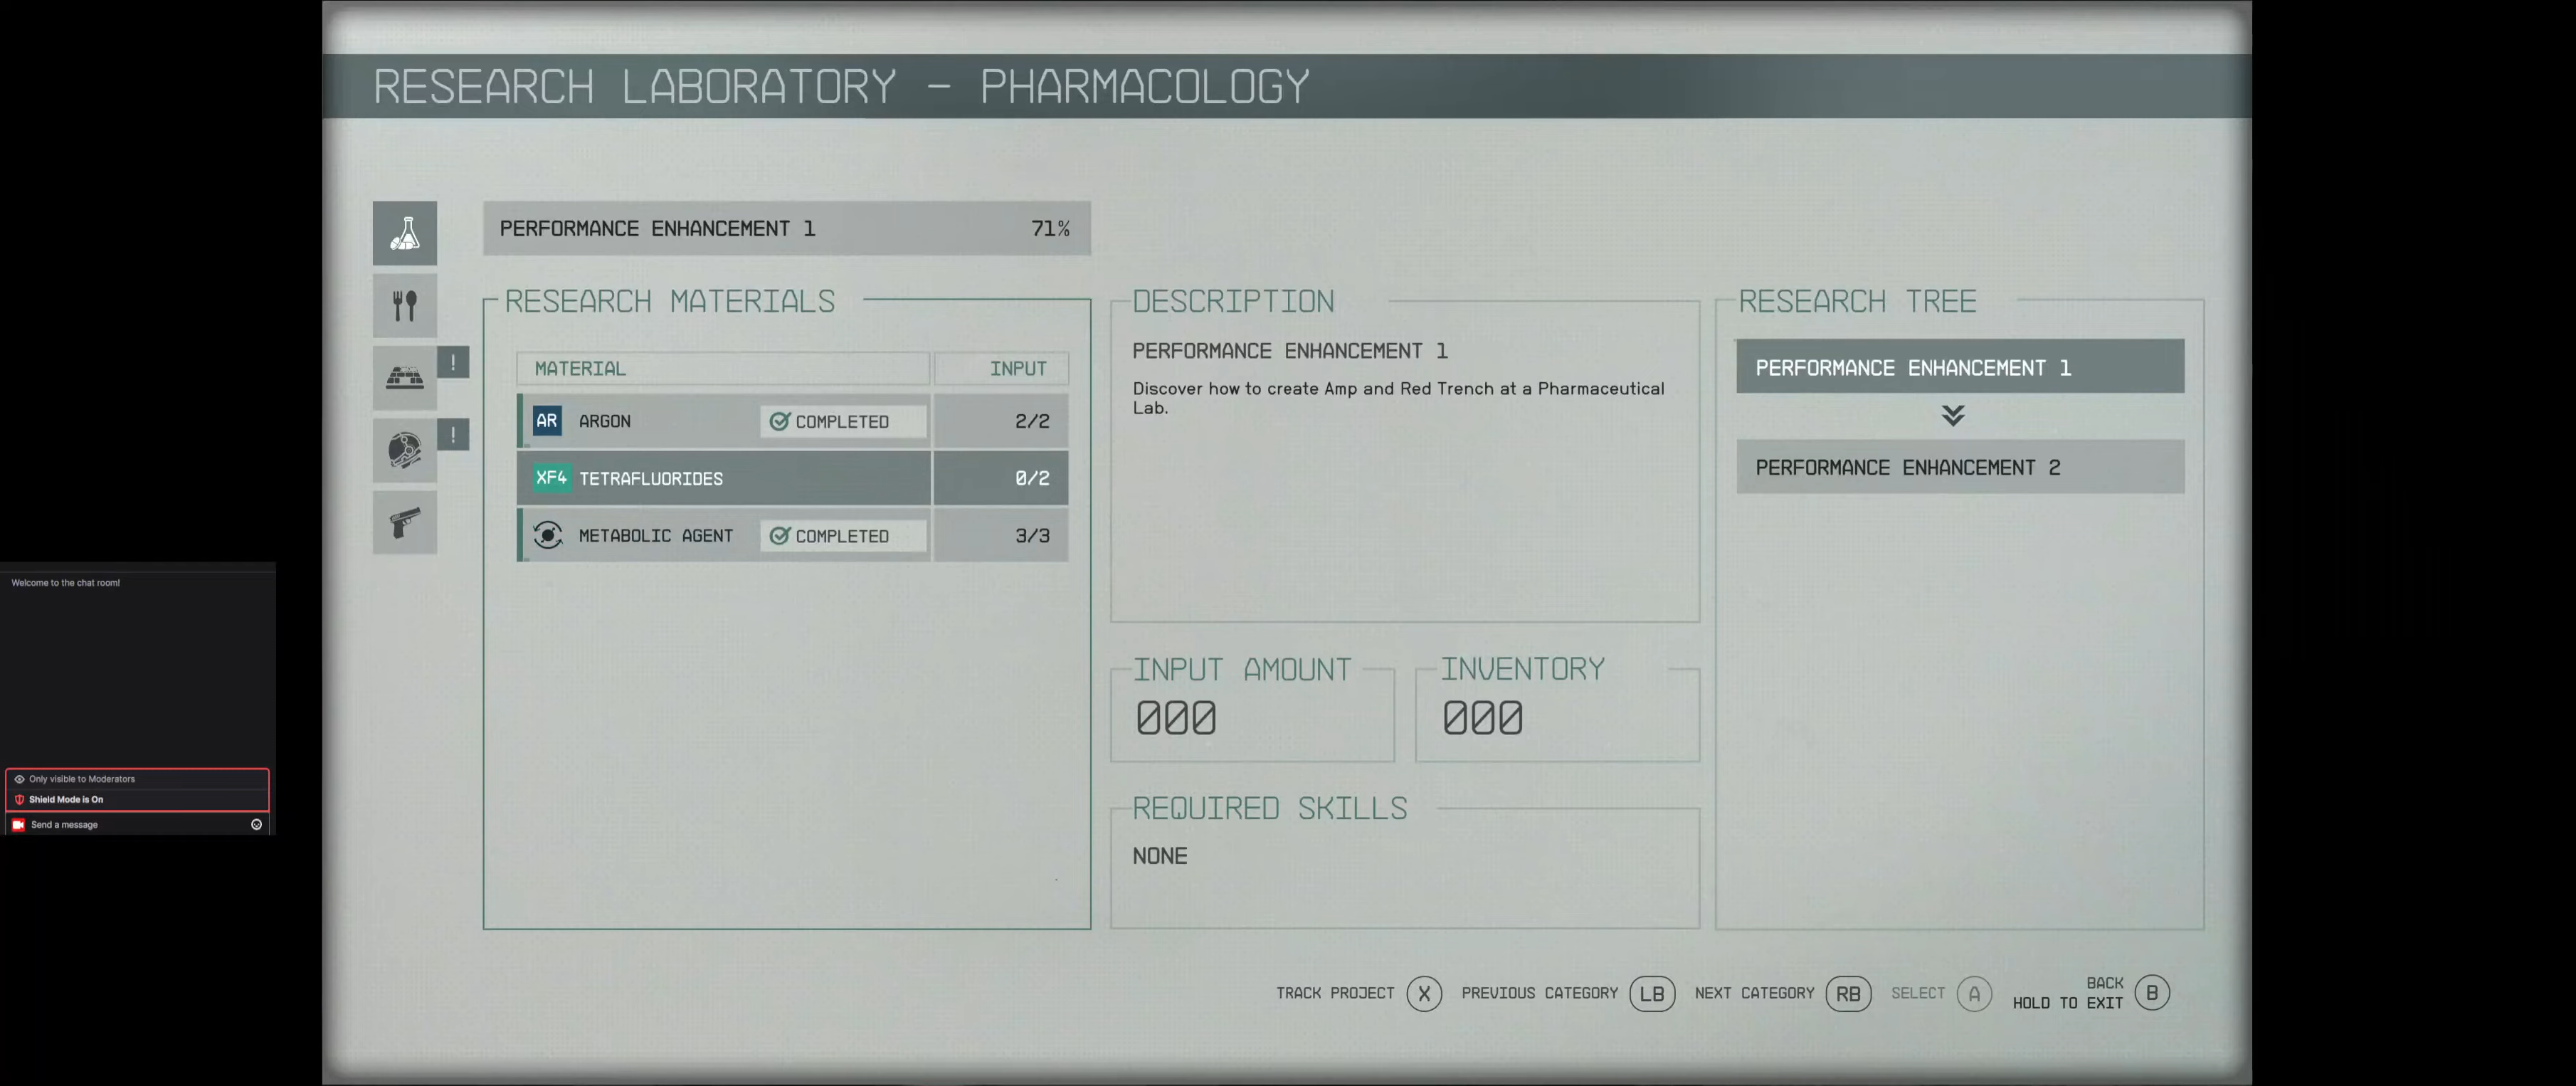 RESEARCH LABORATORY - PHARMACOLOGY
PERFORMANCE ENHANCEMENT 1 71%
RESEARCH MATERIALS
MATERIAL INPUT
AR ARGON COMPLETED 2/2
XF4 TETRAFLUORIDES 0/2
METABOLIC AGENT COMPLETED 3/3
!
!
DESCRIPTION
PERFORMANCE ENHANCEMENT 1
Discover how to create Amp and Red Trench at a Pharmaceutical
Lab.
INPUT AMOUNT
000
INVENTORY
000
REQUIRED SKILLS
NONE
RESEARCH TREE
PERFORMANCE ENHANCEMENT 1
PERFORMANCE ENHANCEMENT 2
Welcome to the chat room!
Only visible to Moderators
Shield Mode is On
Send a message
TRACK PROJECT X PREVIOUS CATEGORY LB NEXT CATEGORY RB SELECT A BACK B
HOLD TO EXIT